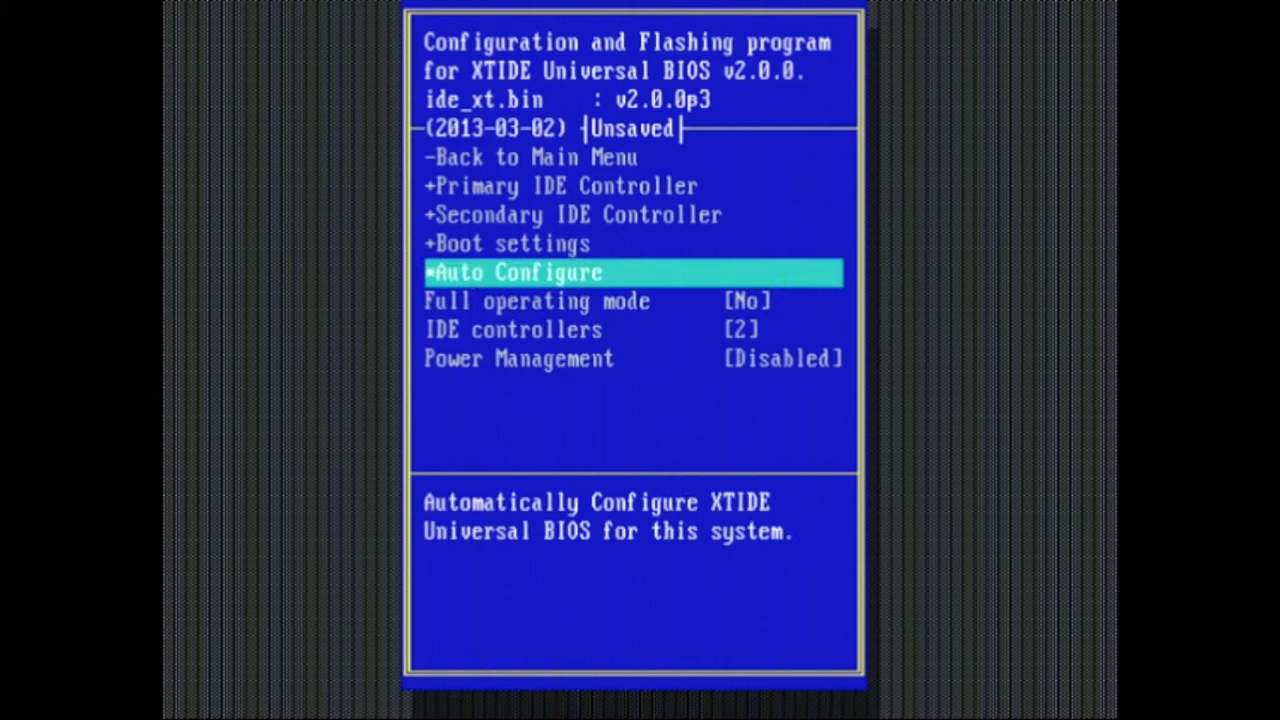 Configuration and Flashing program
for XTIDE Universal BIOS v2.0.0.
ide_xt.bin    : v2.0.0β3
(2013-03-02) Unsaved
-Back to Main Menu
+Primary IDE Controller
+Secondary IDE Controller
+Boot settings
▪Auto Configure
Full operating mode [No]
IDE controllers [2]
Power Management [Disabled]
Automatically Configure XTIDE
Universal BIOS for this system.